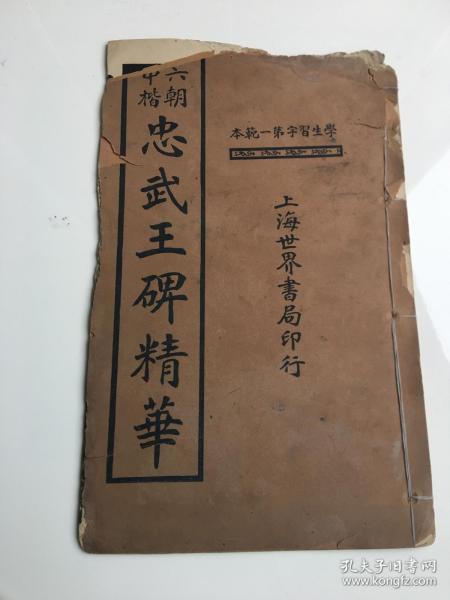 學生習字第一範本
上海世界書局印行
六朝
中楷
忠武王碑精華
孔夫子旧书网
www.kongfz.com